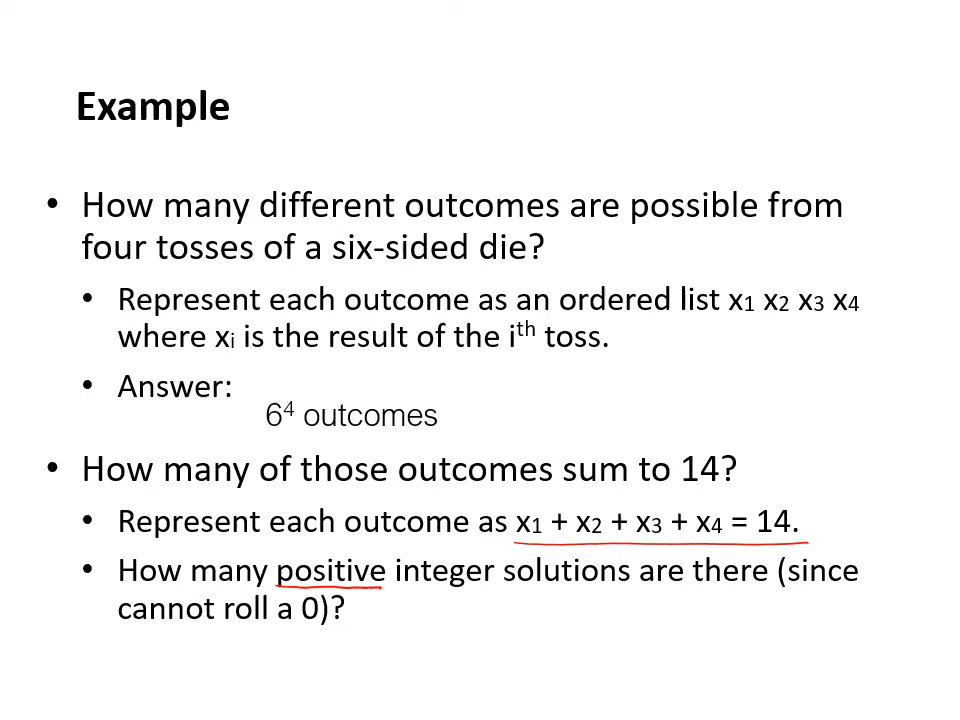 Example
• How many different outcomes are possible from
four tosses of a six-sided die?
• Represent each outcome as an ordered list x₁ x₂ x₃ x₄
where xᵢ is the result of the iᵗʰ toss.
• Answer:
6⁴ outcomes
• How many of those outcomes sum to 14?
• Represent each outcome as x₁ + x₂ + x₃ + x₄ = 14.
• How many positive integer solutions are there (since
cannot roll a 0)?